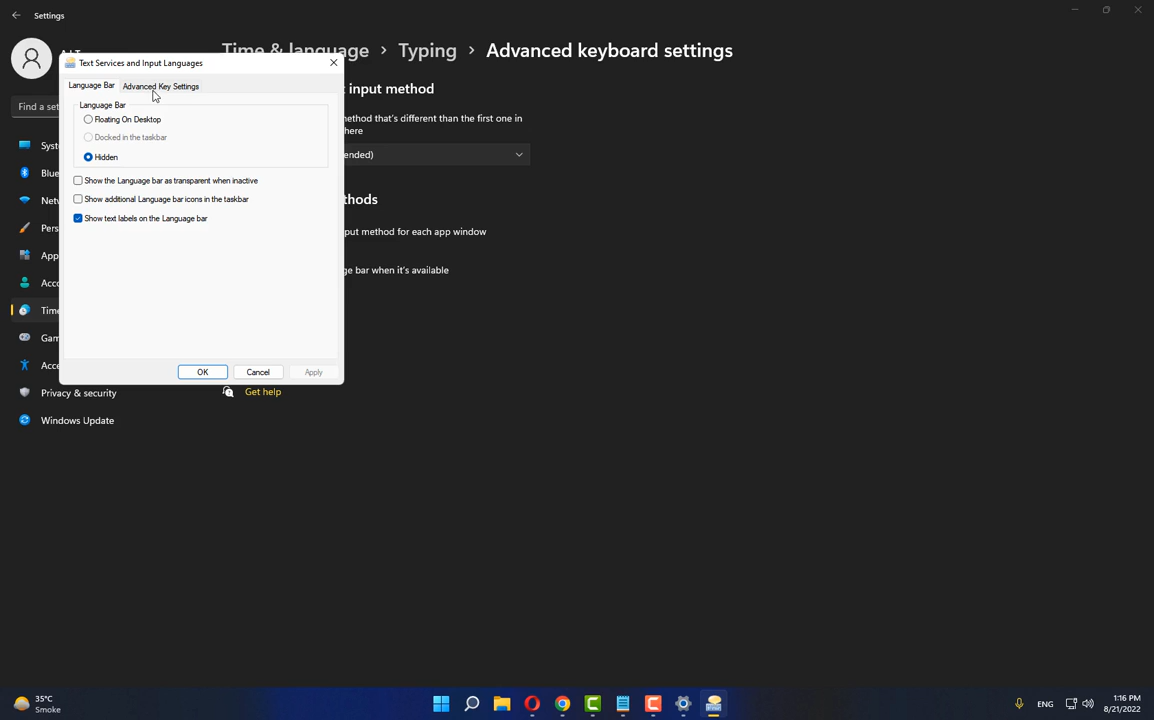 Settings
Time & language > Typing > Advanced keyboard settings
Text Services and Input Languages
Language Bar
Advanced Key Settings
input method
Language Bar
Find a set
Floating On Desktop
ethod that's different than the first one in
here
Docked in the taskbar
Syst
ended)
Hidden
Blue
Show the Language bar as transparent when inactive
Netv
Show additional Language bar icons in the taskbar
thods
Show text labels on the Language bar
Pers
put method for each app window
App
ge bar when it's available
Acco
Time
Gam
Acce
OK
Cancel
Apply
Privacy & security
Get help
Windows Update
35°C
Smoke
ENG
1:16 PM
8/21/2022